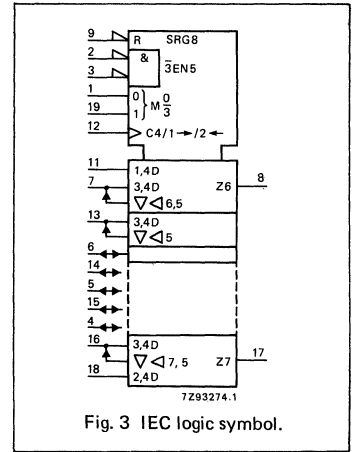 9 R SRG8
2 &
3̅EN5
3
1 0 } M 0/3
19 1
12 C4/1→/2←
11 1,4D
7 3,4D Z6 8
▽ ◁ 6,5
13 3,4D
▽ ◁ 5
6
14
5
15
4
16 3,4D
▽ ◁ 7,5 Z7 17
18 2,4D
7Z93274.1
Fig. 3 IEC logic symbol.